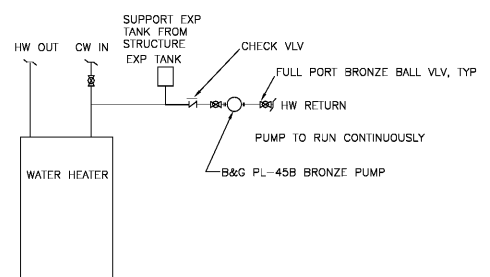 SUPPORT EXP
TANK FROM
STRUCTURE
HW OUT
CW IN
EXP TANK
CHECK VLV
FULL PORT BRONZE BALL VLV, TYP
HW RETURN
PUMP TO RUN CONTINUOUSLY
WATER HEATER
B&G PL-45B BRONZE PUMP